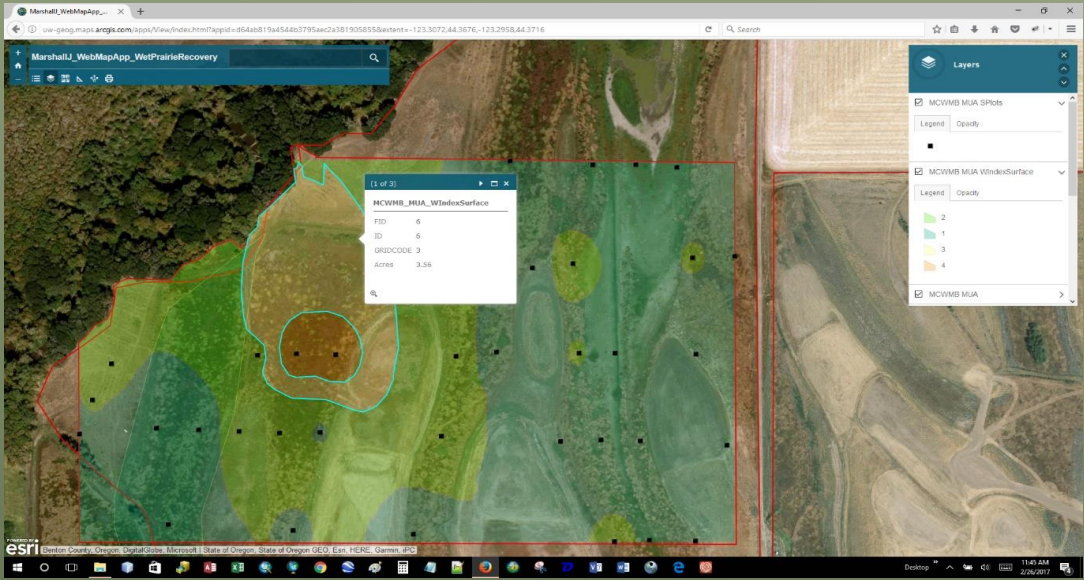 MarshallJ_WebMapApp_WetPr...
uw-geog.maps.arcgis.com/apps/View/index.html?appid=d64ab819a4544b3795aec2a381905855&extent=-123.3072,44.3676,-123.2958,44.3716
Search
MarshallJ_WebMapApp_WetPrairieRecovery
Layers
MCWMB MUA SPlots
Legend Opacity
MCWMB MUA WIndexSurface
Legend Opacity
2
1
3
4
MCWMB MUA
(1 of 3)
MCWMB_MUA_WIndexSurface
FID 6
ID 6
GRIDCODE 3
Acres 3.56
POWERED BY
esri
Benton County, Oregon, DigitalGlobe, Microsoft | State of Oregon, State of Oregon GEO, Esri, HERE, Garmin, iPC
Desktop
11:45 AM
2/26/2017